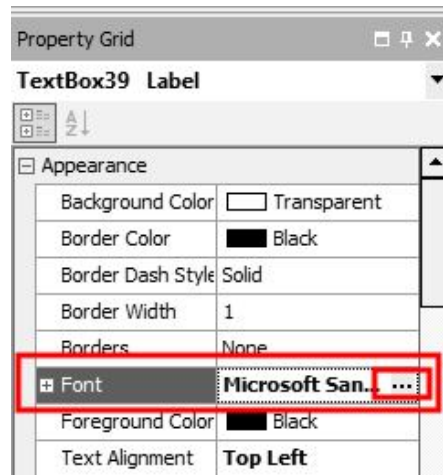 Property Grid
TextBox39 Label
Appearance
Background Color Transparent
Border Color Black
Border Dash Style Solid
Border Width 1
Borders None
Font Microsoft San... ...
Foreground Color Black
Text Alignment Top Left